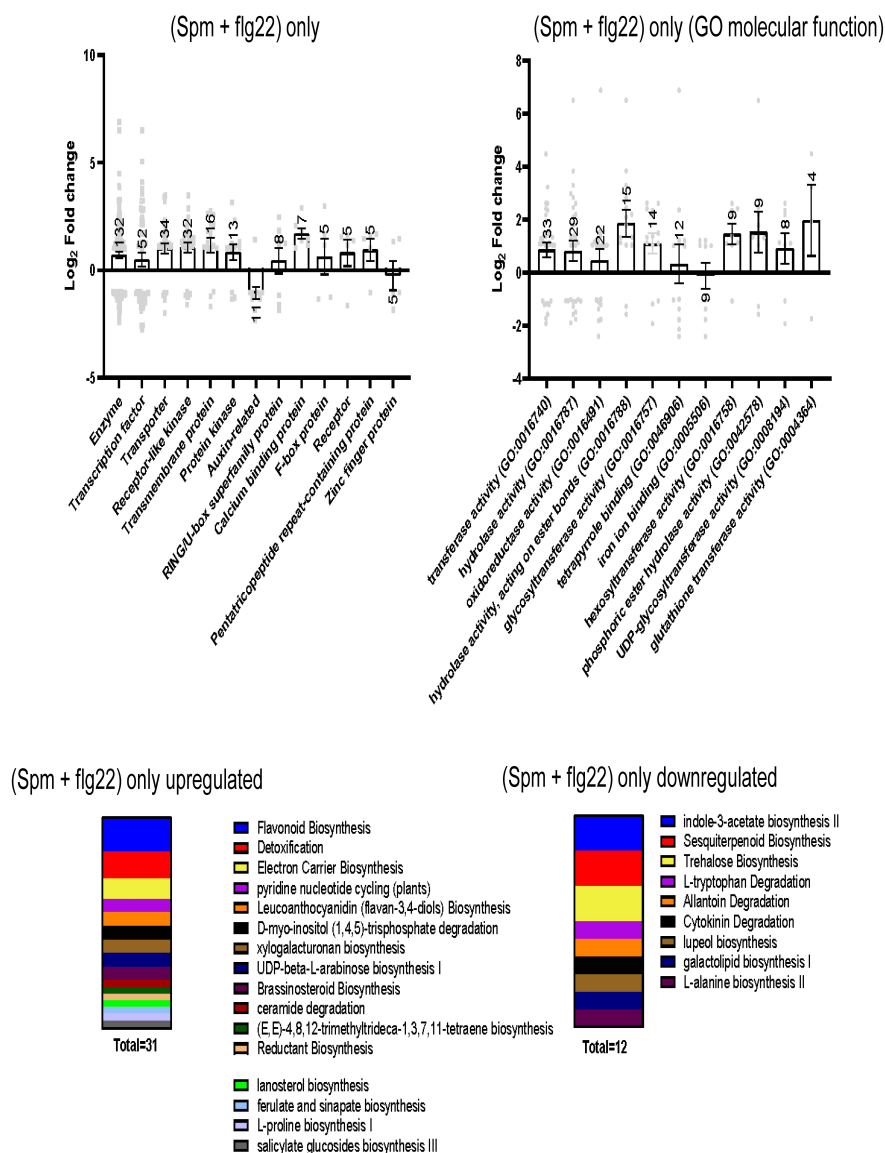 (Spm + flg22) only
10
5
0
-5
Log2 Fold change
132
52
34
32
16
13
11
8
7
5
5
5
5
Enzyme
Transcription factor
Transporter
Receptor-like kinase
Transmembrane protein
Protein kinase
Auxin-related
RING/U-box superfamily protein
Calcium binding protein
F-box protein
Receptor
Pentatricopeptide repeat-containing protein
Zinc finger protein
(Spm + flg22) only (GO molecular function)
8
6
4
2
0
-2
-4
Log2 Fold change
33
29
22
15
14
12
9
9
9
8
4
transferase activity (GO:0016740)
hydrolase activity (GO:0016787)
oxidoreductase activity (GO:0016491)
hydrolase activity, acting on ester bonds (GO:0016788)
glycosyltransferase activity (GO:0016757)
tetrapyrrole binding (GO:0046906)
iron ion binding (GO:0005506)
hexosyltransferase activity (GO:0016758)
phosphoric ester hydrolase activity (GO:0042578)
UDP-glycosyltransferase activity (GO:0008194)
glutathione transferase activity (GO:0004364)
(Spm + flg22) only upregulated
Total=31
Flavonoid Biosynthesis
Detoxification
Electron Carrier Biosynthesis
pyridine nucleotide cycling (plants)
Leucoanthocyanidin (flavan-3,4-diols) Biosynthesis
D-myo-inositol (1,4,5)-trisphosphate degradation
xylogalacturonan biosynthesis
UDP-beta-L-arabinose biosynthesis I
Brassinosteroid Biosynthesis
ceramide degradation
(E,E)-4,8,12-trimethyltrideca-1,3,7,11-tetraene biosynthesis
Reductant Biosynthesis
lanosterol biosynthesis
ferulate and sinapate biosynthesis
L-proline biosynthesis I
salicylate glucosides biosynthesis III
(Spm + flg22) only downregulated
Total=12
indole-3-acetate biosynthesis II
Sesquiterpenoid Biosynthesis
Trehalose Biosynthesis
L-tryptophan Degradation
Allantoin Degradation
Cytokinin Degradation
lupeol biosynthesis
galactolipid biosynthesis I
L-alanine biosynthesis II